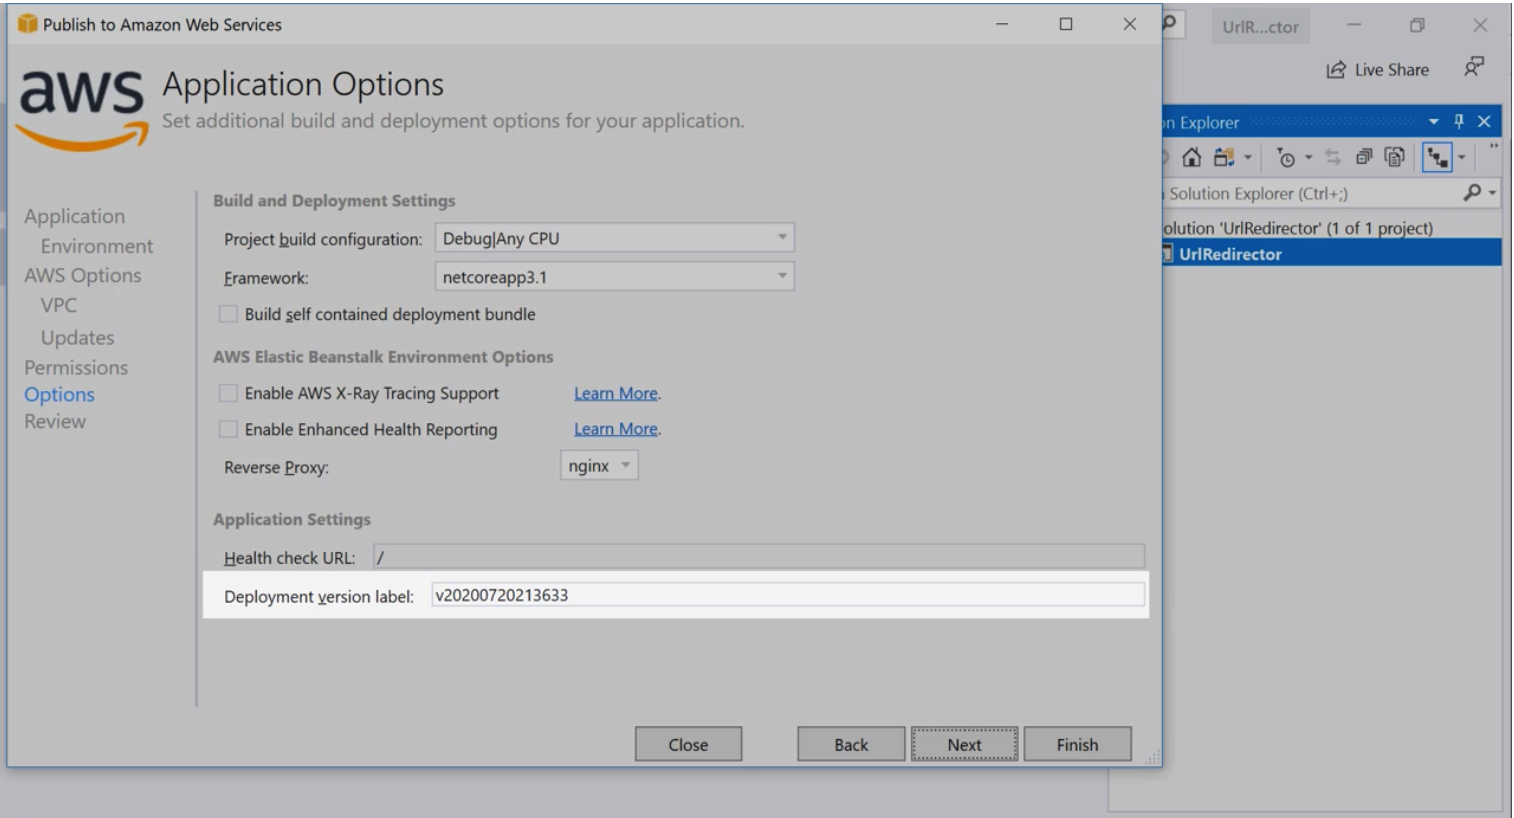 Publish to Amazon Web Services
UrlR...ctor
Live Share
aws
Application Options
Set additional build and deployment options for your application.
Explorer
Solution Explorer (Ctrl+;)
olution 'UrlRedirector' (1 of 1 project)
UrlRedirector
Application
Environment
AWS Options
VPC
Updates
Permissions
Options
Review
Build and Deployment Settings
Project build configuration: Debug|Any CPU
Framework: netcoreapp3.1
Build self contained deployment bundle
AWS Elastic Beanstalk Environment Options
Enable AWS X-Ray Tracing Support Learn More.
Enable Enhanced Health Reporting Learn More.
Reverse Proxy: nginx
Application Settings
Health check URL: /
Deployment version label: v20200720213633
Close Back Next Finish